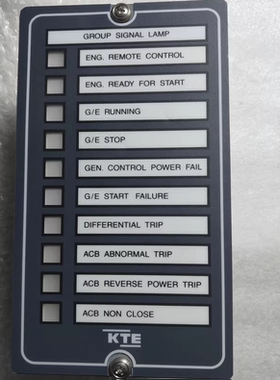 GROUP SIGNAL LAMP
ENG. REMOTE CONTROL
ENG. READY FOR START
G/E RUNNING
G/E STOP
GEN. CONTROL POWER FAIL
G/E START FAILURE
DIFFERENTIAL TRIP
ACB ABNORMAL TRIP
ACB REVERSE POWER TRIP
ACB NON CLOSE
KTE